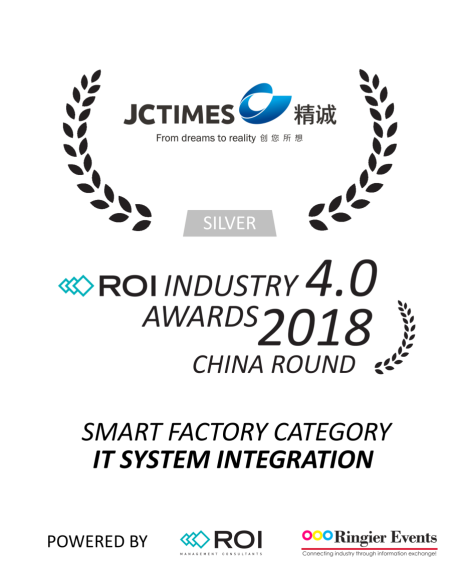 JCTIMES 精诚
From dreams to reality 创您所想
SILVER
ROI INDUSTRY 4.0
AWARDS 2018
CHINA ROUND
SMART FACTORY CATEGORY
IT SYSTEM INTEGRATION
POWERED BY ROI Ringier Events
MANAGEMENT CONSULTANTS Connecting industry through information exchange!